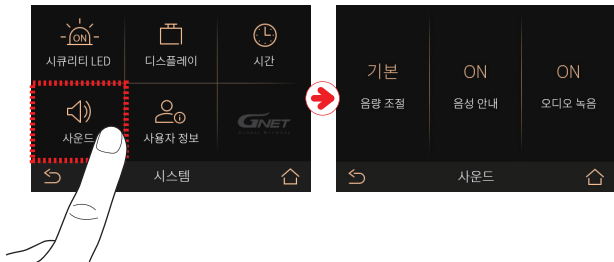 ON
시큐리티 LED
디스플레이
시간
사운드
사용자 정보
GNET
GLOBAL NETWORK
시스템
기본
음량 조절
ON
음성 안내
ON
오디오 녹음
사운드